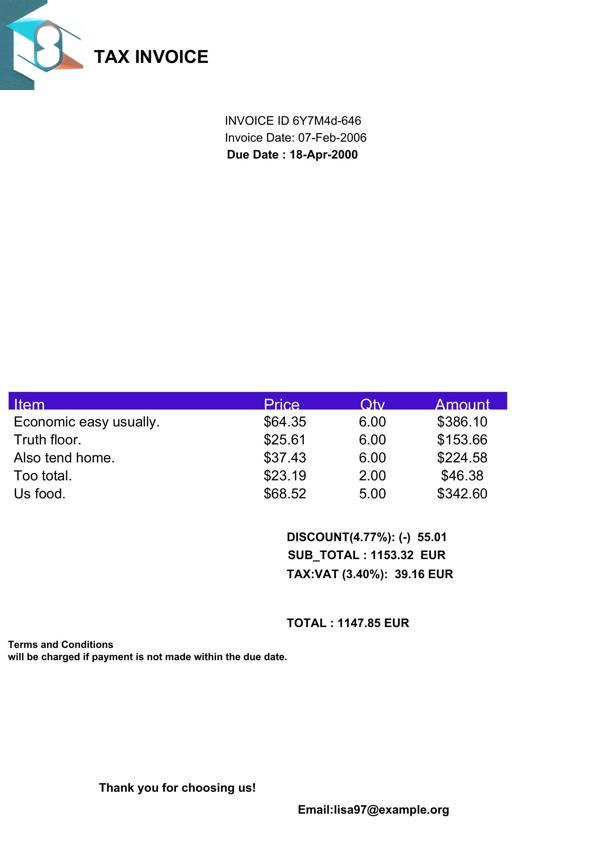 TAX INVOICE
INVOICE ID 6Y7M4d-646
Invoice Date: 07-Feb-2006
Due Date : 18-Apr-2000
Item Price Qty Amount
Economic easy usually. $64.35 6.00 $386.10
Truth floor. $25.61 6.00 $153.66
Also tend home. $37.43 6.00 $224.58
Too total. $23.19 2.00 $46.38
Us food. $68.52 5.00 $342.60
DISCOUNT(4.77%): (-) 55.01
SUB_TOTAL : 1153.32 EUR
TAX:VAT (3.40%): 39.16 EUR
TOTAL : 1147.85 EUR
Terms and Conditions
will be charged if payment is not made within the due date.
Thank you for choosing us!
Email:lisa97@example.org